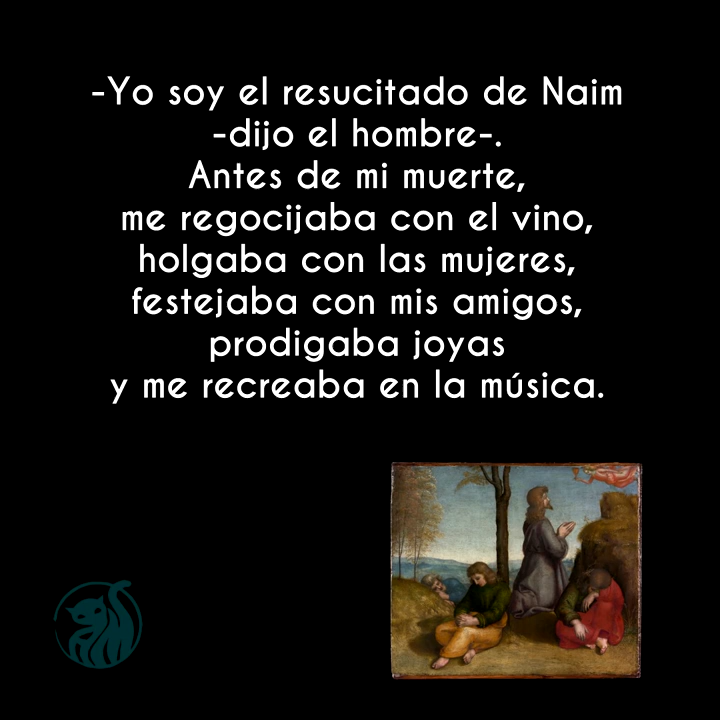 -Yo soy el resucitado de Naim
-dijo el hombre-.
Antes de mi muerte,
me regocijaba con el vino,
holgaba con las mujeres,
festejaba con mis amigos,
prodigaba joyas
y me recreaba en la música.